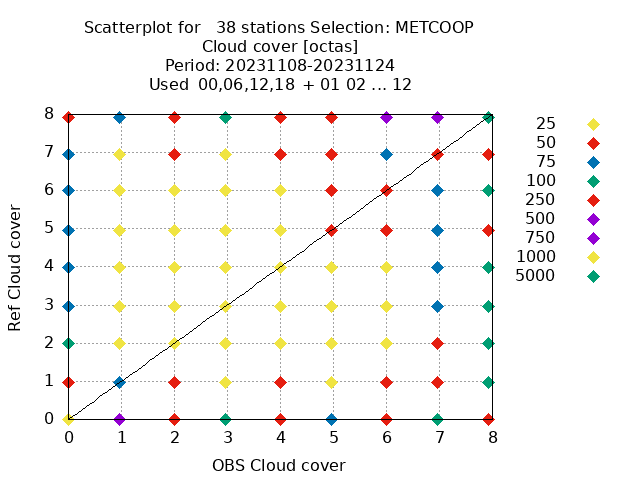 Scatterplot for 38 stations Selection: METCOOP
Cloud cover [octas]
Period: 20231108-20231124
Used 00,06,12,18 + 01 02 ... 12
8
7
6
5
4
3
2
1
0
Ref Cloud cover
0 1 2 3 4 5 6 7 8
OBS Cloud cover
25
50
75
100
250
500
750
1000
5000